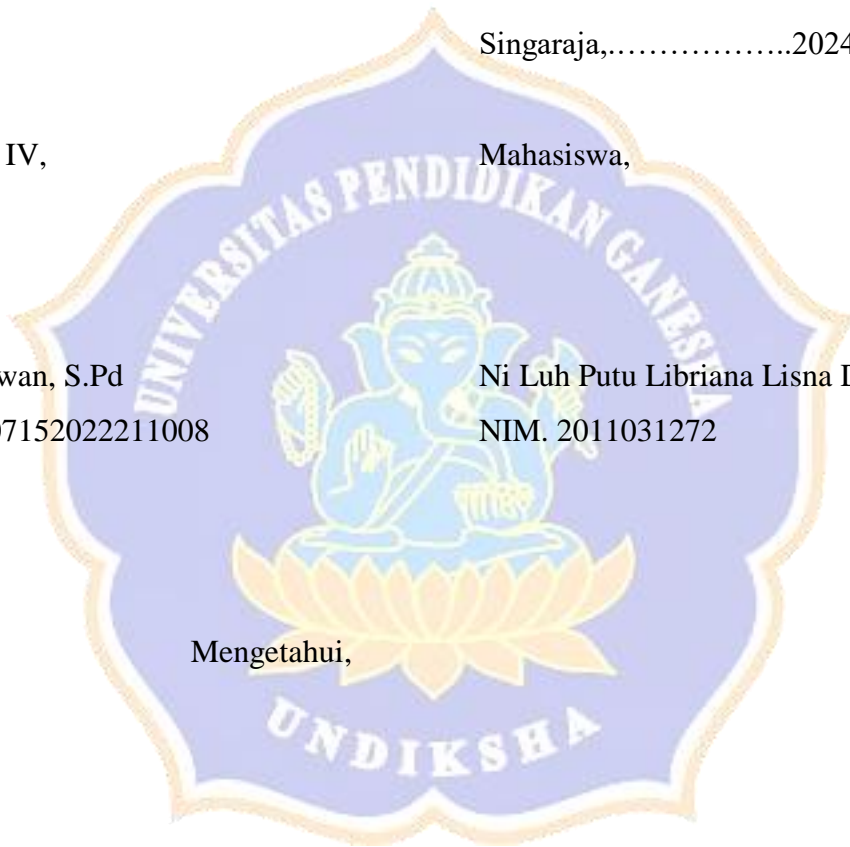 Singaraja,.……………..2024
IV,
Mahasiswa,
UNIVERSITAS PENDIDIKAN GANESHA
wan, S.Pd
Ni Luh Putu Libriana Lisna D
07152022211008
NIM. 2011031272
Mengetahui,
UNDIKSHA